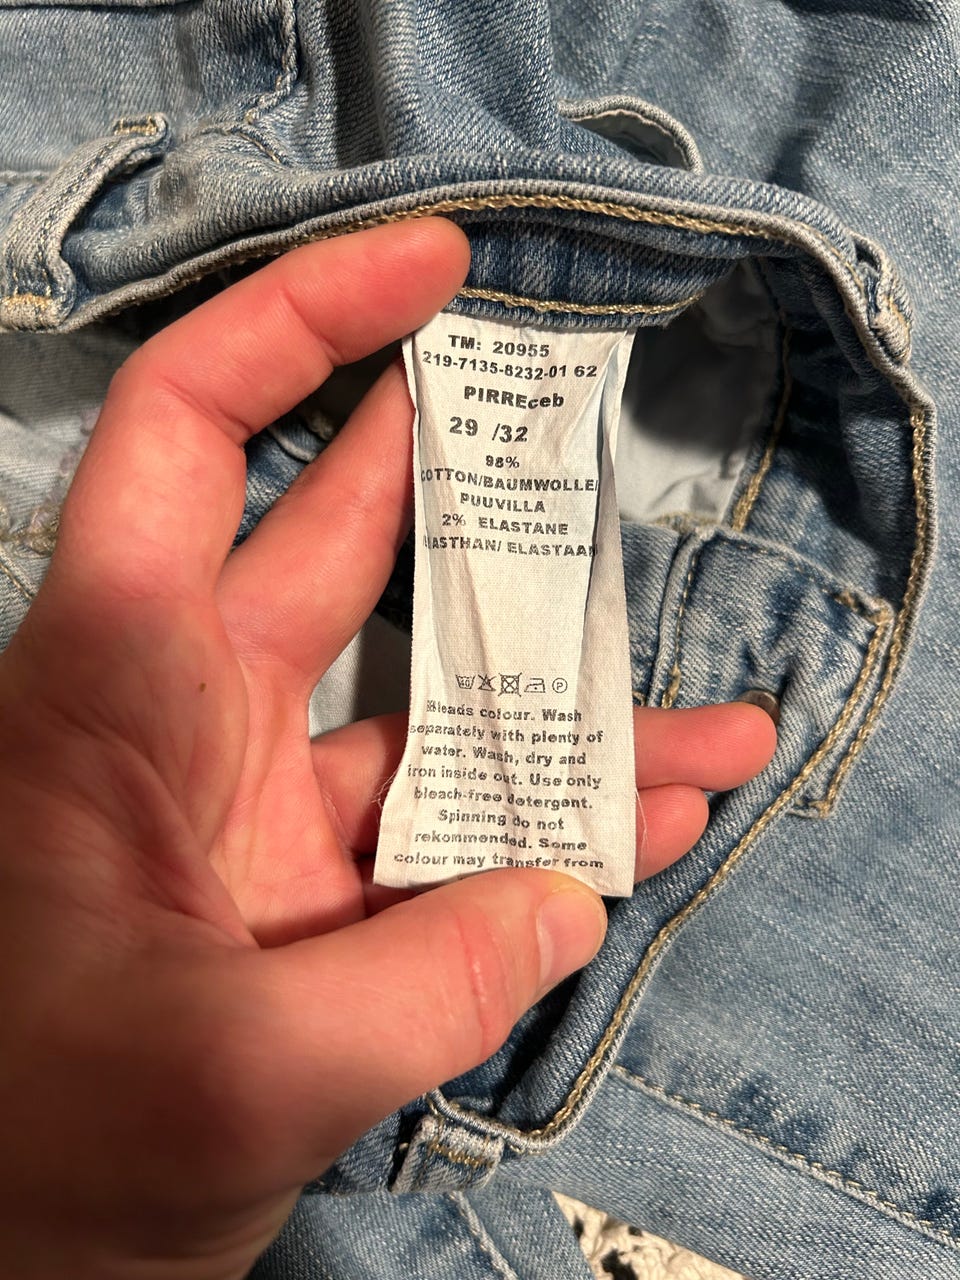 TM: 20955
219-7135-8232-01 62
PIRREceb
29 /32
98%
COTTON/BAUMWOLLE/
PUUVILLA
2% ELASTANE
ELASTHAN/ ELASTAAN
40 P
Bleads colour. Wash
separately with plenty of
water. Wash, dry and
iron inside out. Use only
bleach-free detergent.
Spinning do not
rekommended. Some
colour may transfer from